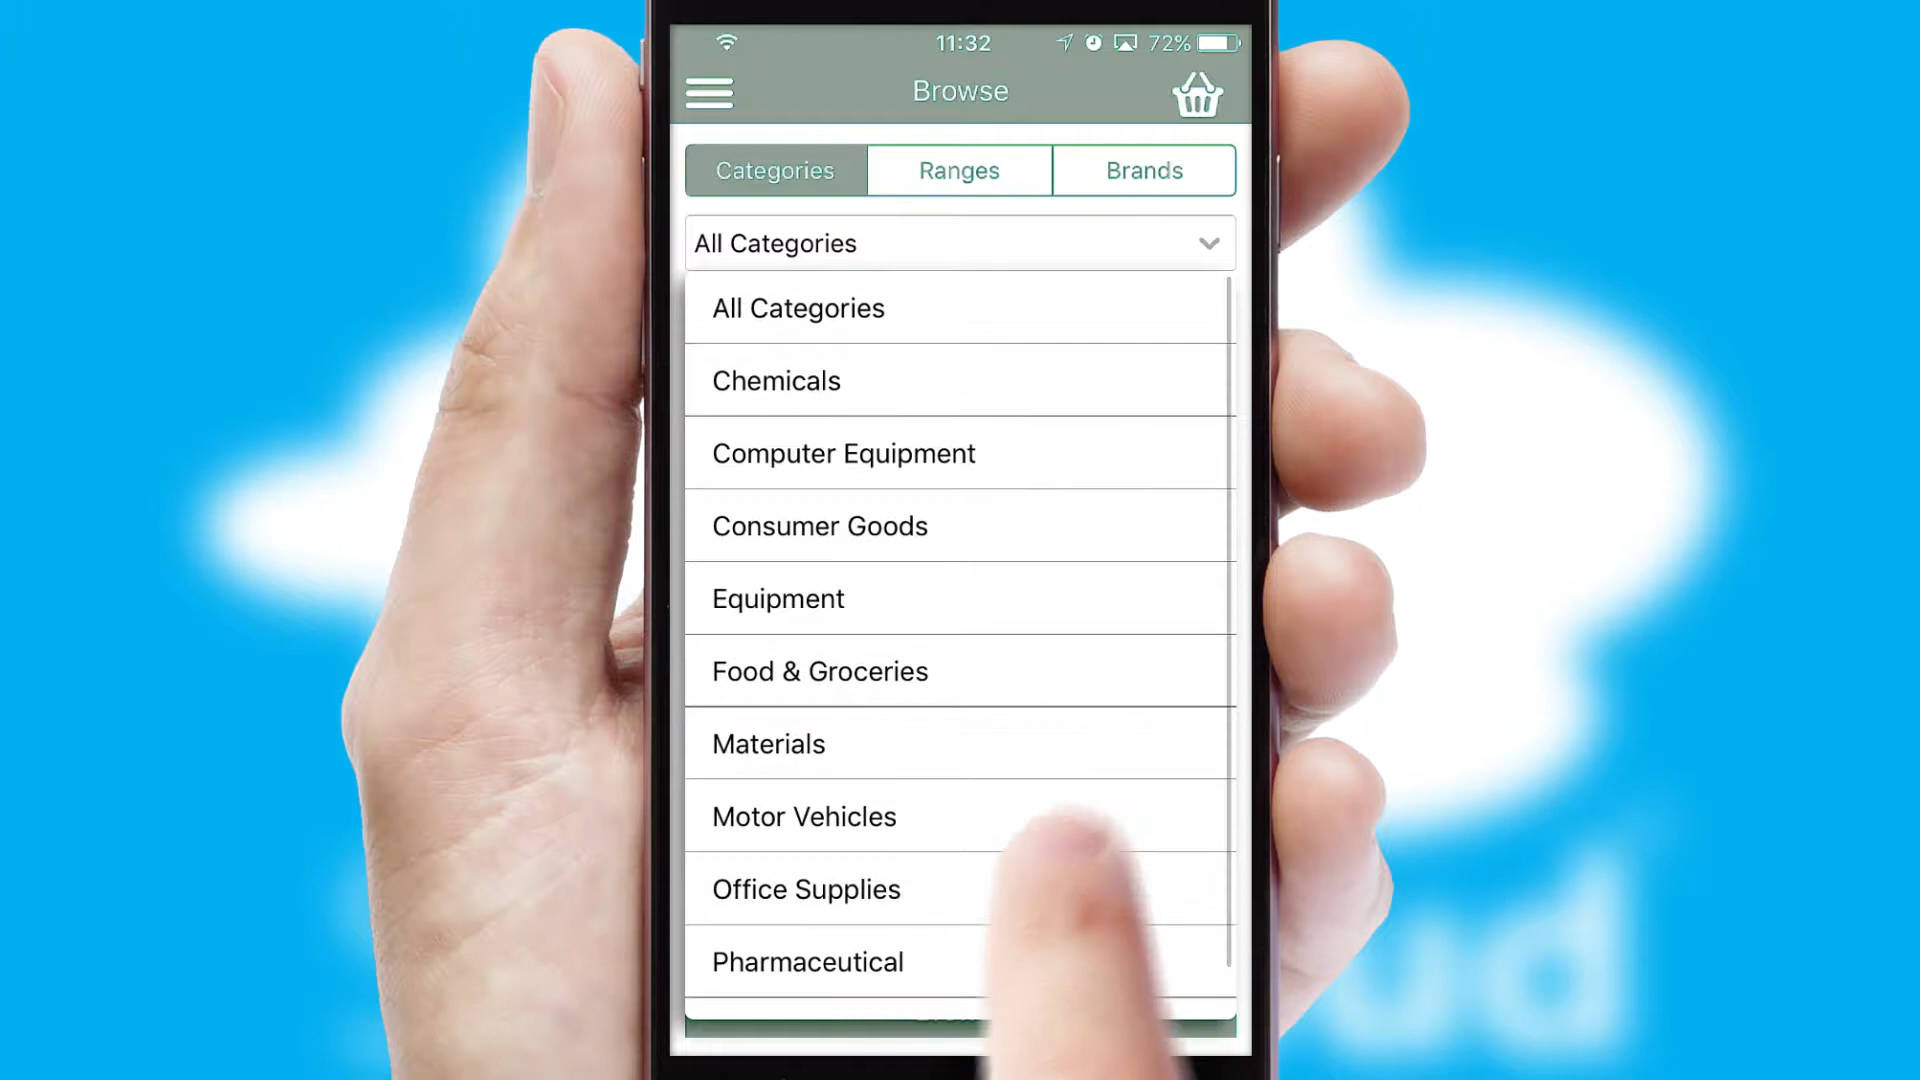 11:32 72%
Browse
Categories Ranges Brands
All Categories
All Categories
Chemicals
Computer Equipment
Consumer Goods
Equipment
Food & Groceries
Materials
Motor Vehicles
Office Supplies
Pharmaceutical